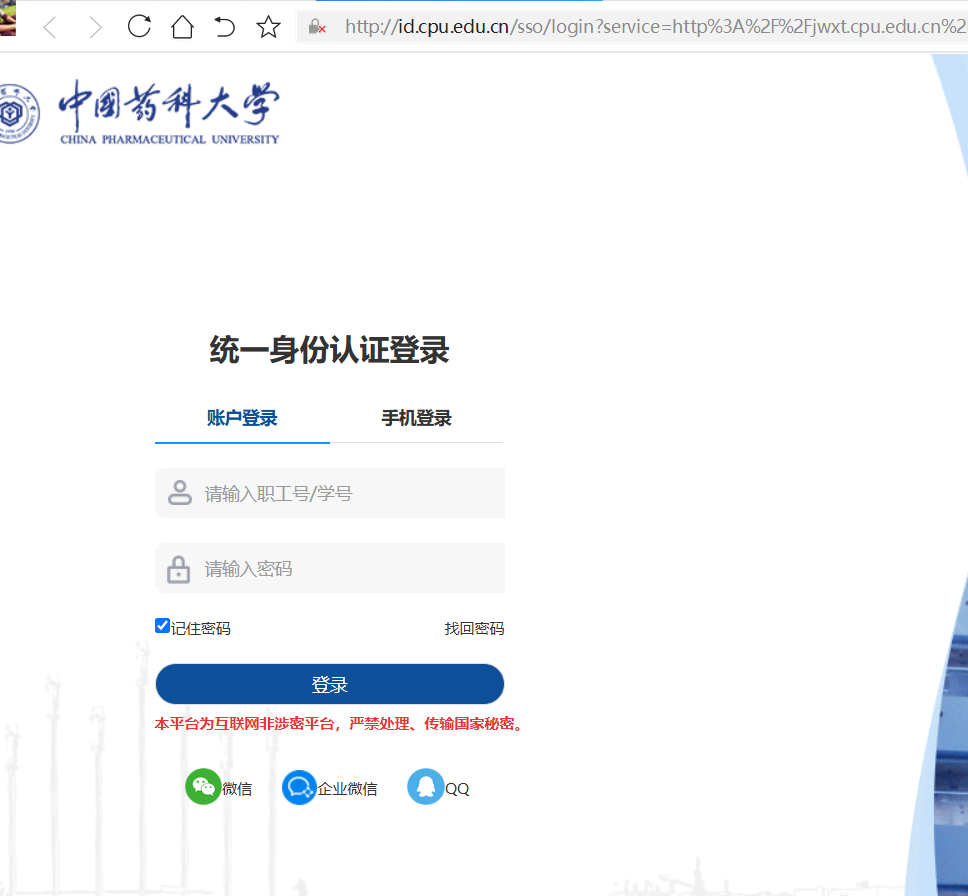 http://id.cpu.edu.cn/sso/login?service=http%3A%2F%2Fjwxt.cpu.edu.cn%2
中国药科大学
CHINA PHARMACEUTICAL UNIVERSITY
统一身份认证登录
账户登录 手机登录
请输入职工号/学号
请输入密码
记住密码 找回密码
登录
本平台为互联网非涉密平台，严禁处理、传输国家秘密。
微信 企业微信 QQ